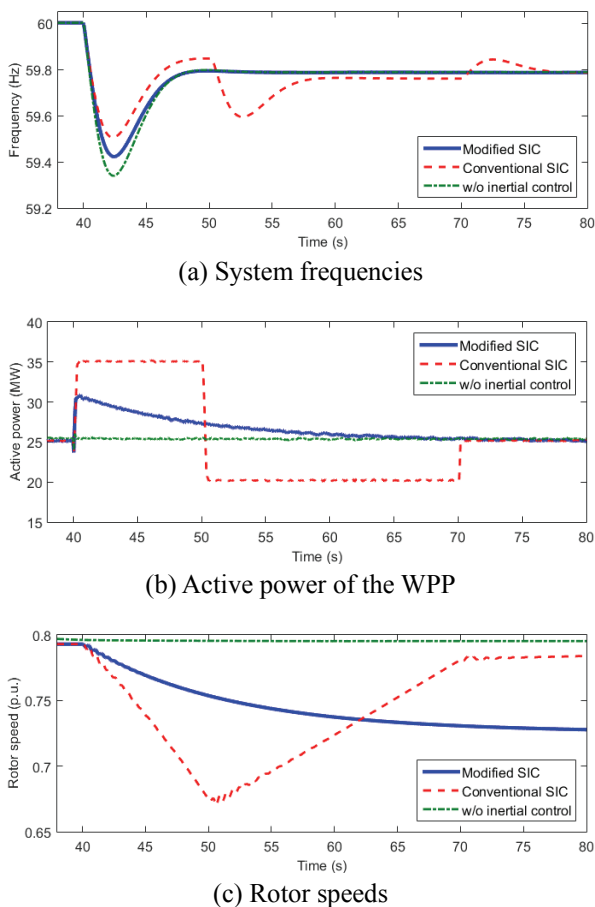 60
59.8
59.6
59.4
59.2
Frequency (Hz)
40 45 50 55 60 65 70 75 80
Time (s)
Modified SIC
Conventional SIC
w/o inertial control
(a) System frequencies
40
35
30
25
20
15
Active power (MW)
40 45 50 55 60 65 70 75 80
Time (s)
Modified SIC
Conventional SIC
w/o inertial control
(b) Active power of the WPP
0.8
0.75
0.7
0.65
Rotor speed (p.u.)
40 45 50 55 60 65 70 75 80
Time (s)
Modified SIC
Conventional SIC
w/o inertial control
(c) Rotor speeds